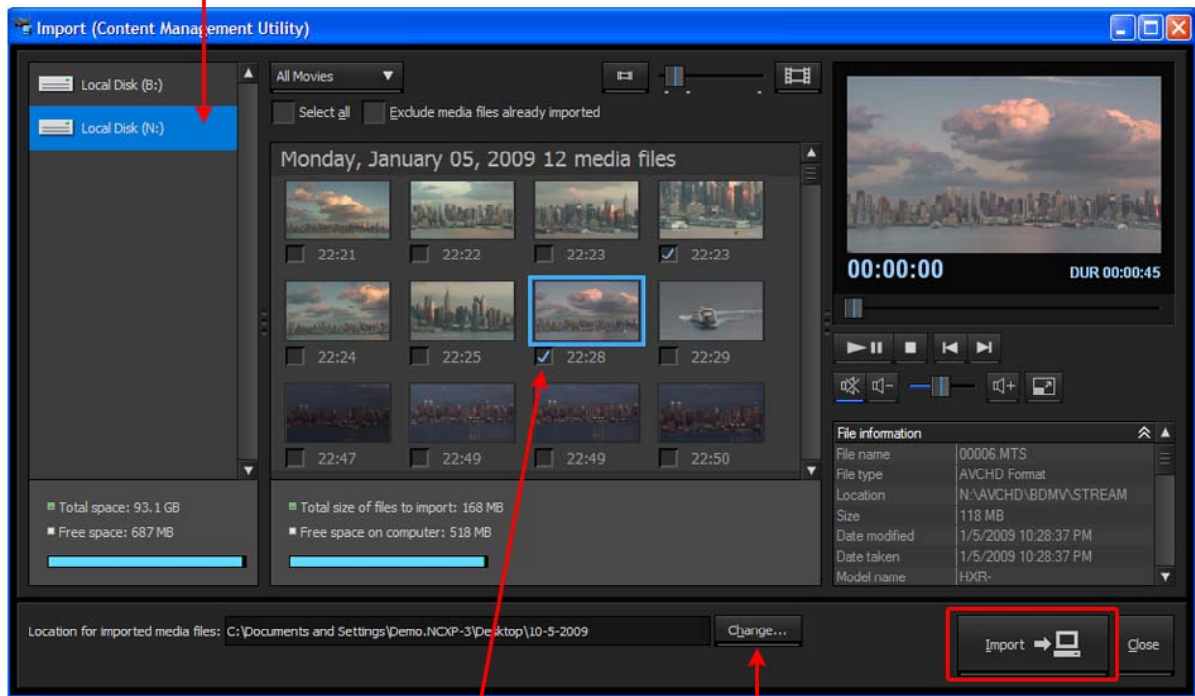 Import (Content Management Utility)
Local Disk (B:)
Local Disk (N:)
Total space: 93.1 GB
Free space: 687 MB
All Movies
Select all
Exclude media files already imported
Monday, January 05, 2009 12 media files
22:21
22:22
22:23
22:23
22:24
22:25
22:28
22:29
22:47
22:49
22:49
22:50
Total size of files to import: 168 MB
Free space on computer: 518 MB
00:00:00
DUR 00:00:45
File information
File name 00006.MTS
File type AVCHD Format
Location N:\AVCHD\BDMV\STREAM
Size 118 MB
Date modified 1/5/2009 10:28:37 PM
Date taken 1/5/2009 10:28:37 PM
Model name HXR-
Location for imported media files: C:\Documents and Settings\Demo.NCXP-3\Desktop\10-5-2009
Change...
Import
Close